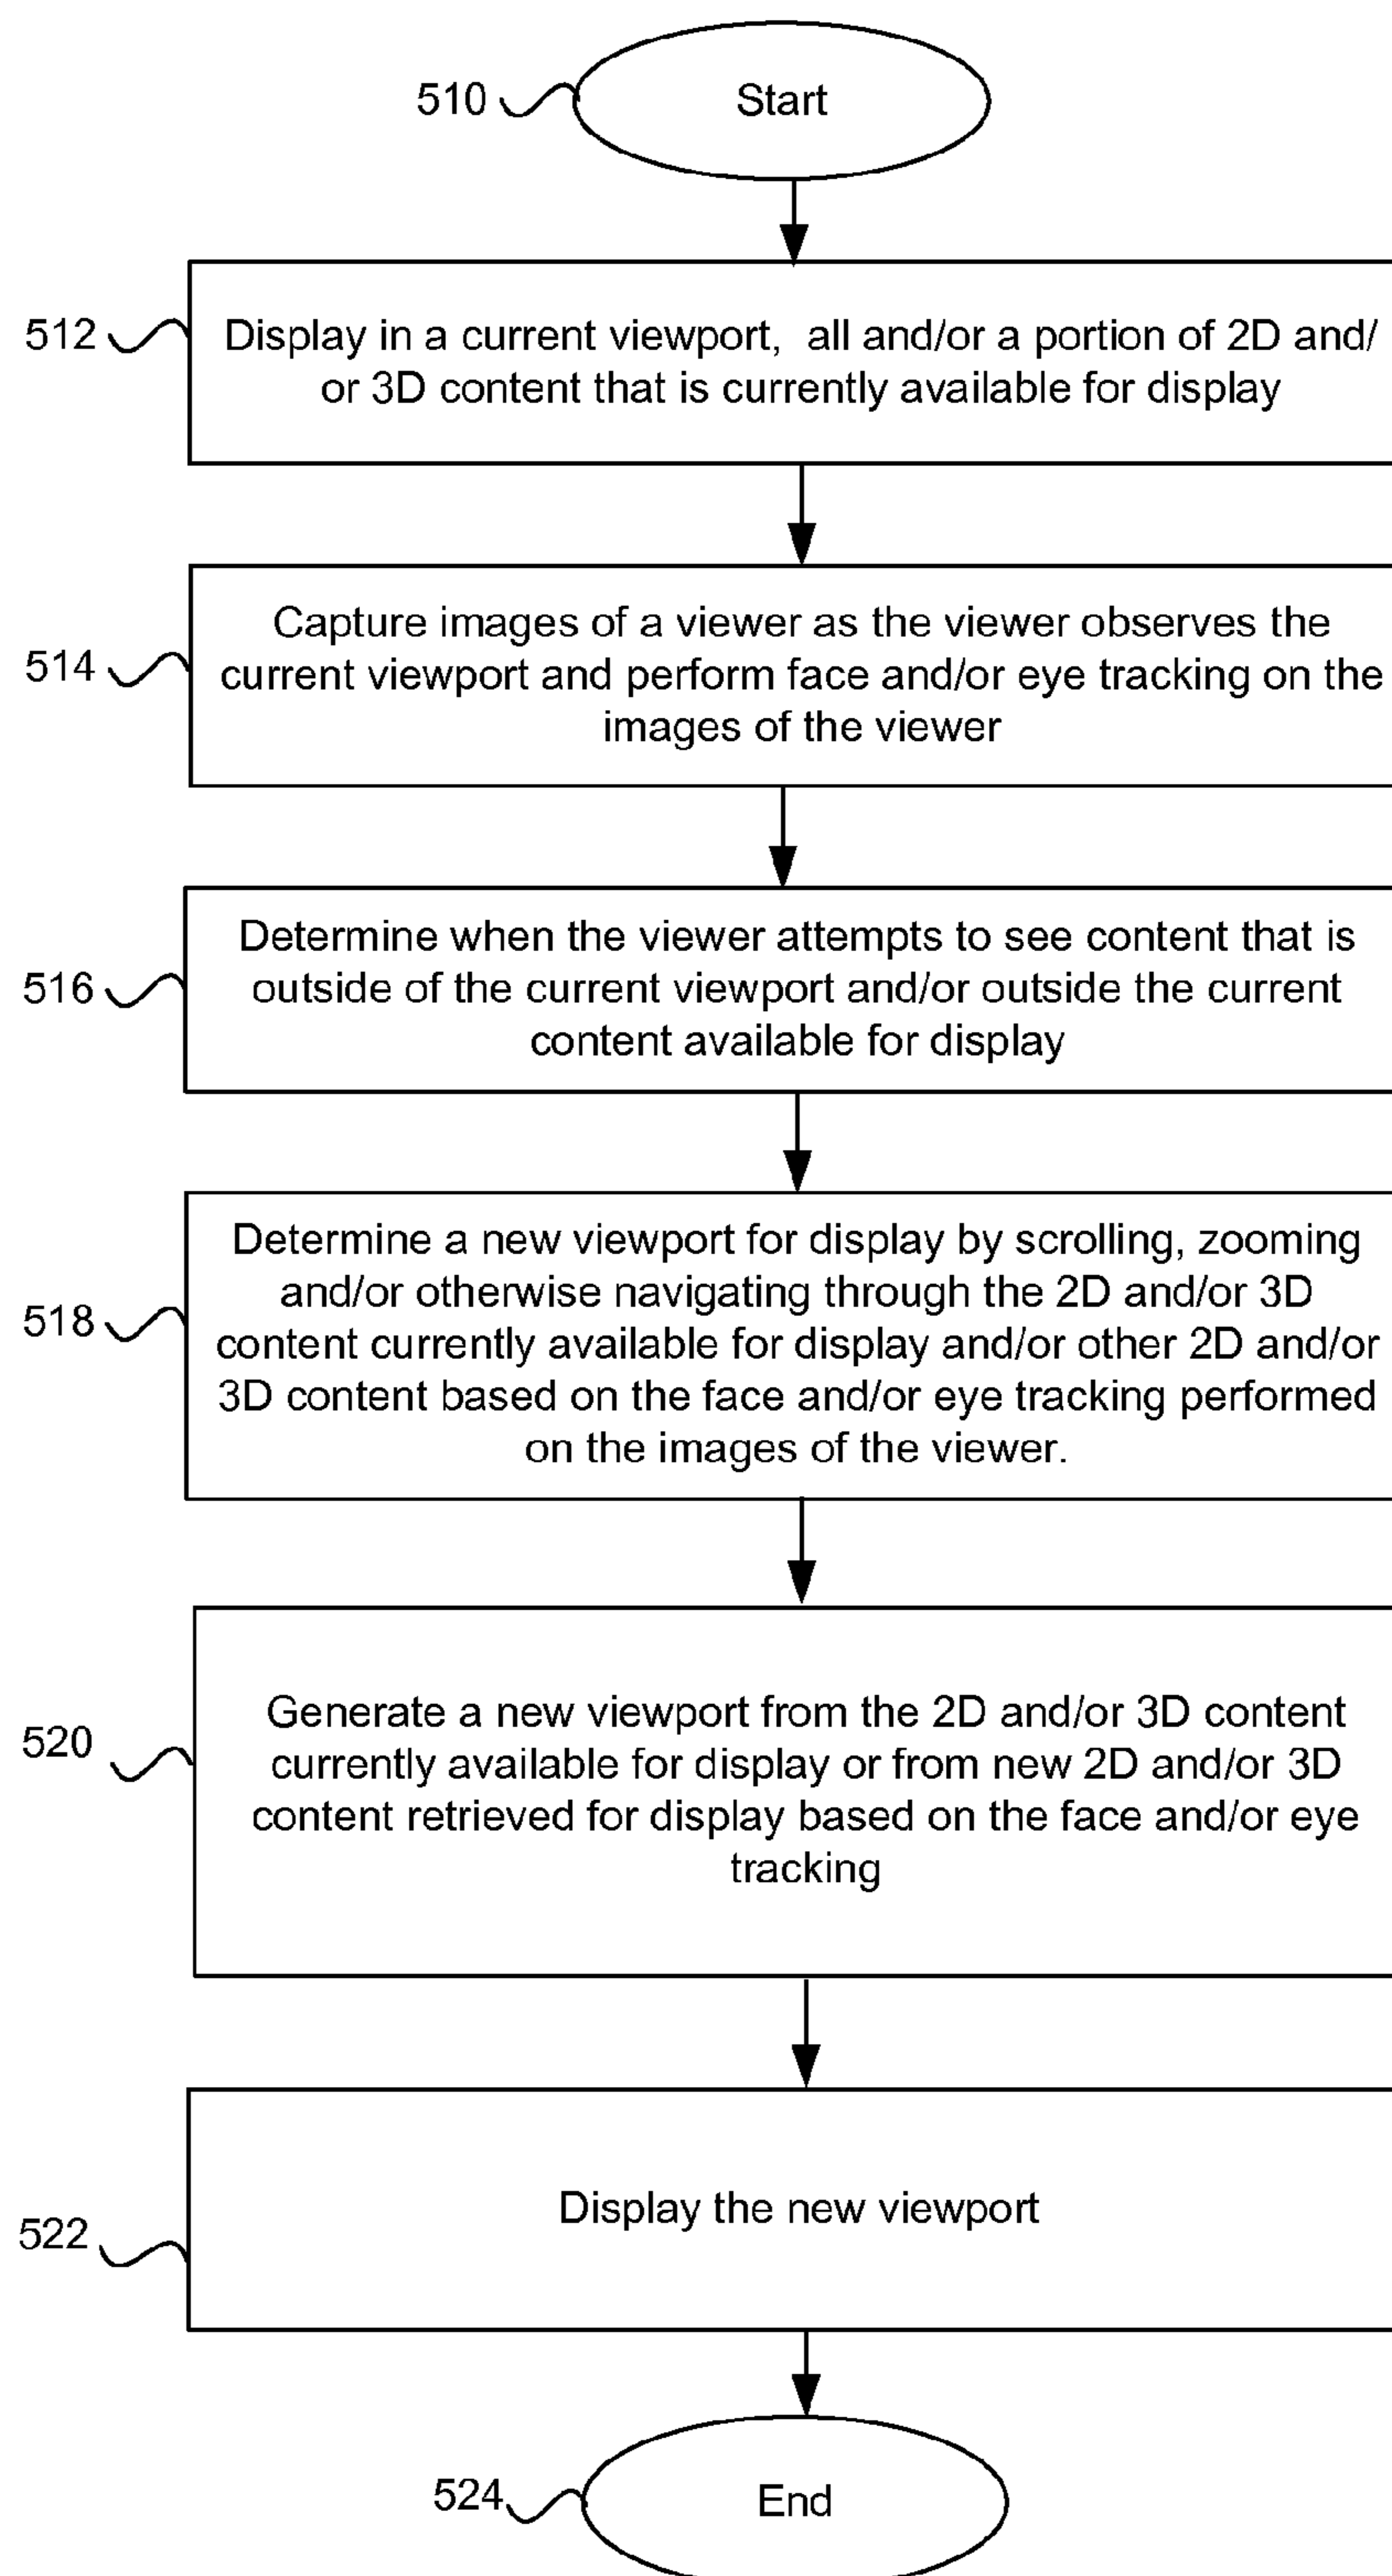 510
Start
512
Display in a current viewport, all and/or a portion of 2D and/
or 3D content that is currently available for display
514
Capture images of a viewer as the viewer observes the
current viewport and perform face and/or eye tracking on the
images of the viewer
516
Determine when the viewer attempts to see content that is
outside of the current viewport and/or outside the current
content available for display
518
Determine a new viewport for display by scrolling, zooming
and/or otherwise navigating through the 2D and/or 3D
content currently available for display and/or other 2D and/or
3D content based on the face and/or eye tracking performed
on the images of the viewer.
520
Generate a new viewport from the 2D and/or 3D content
currently available for display or from new 2D and/or 3D
content retrieved for display based on the face and/or eye
tracking
522
Display the new viewport
524
End